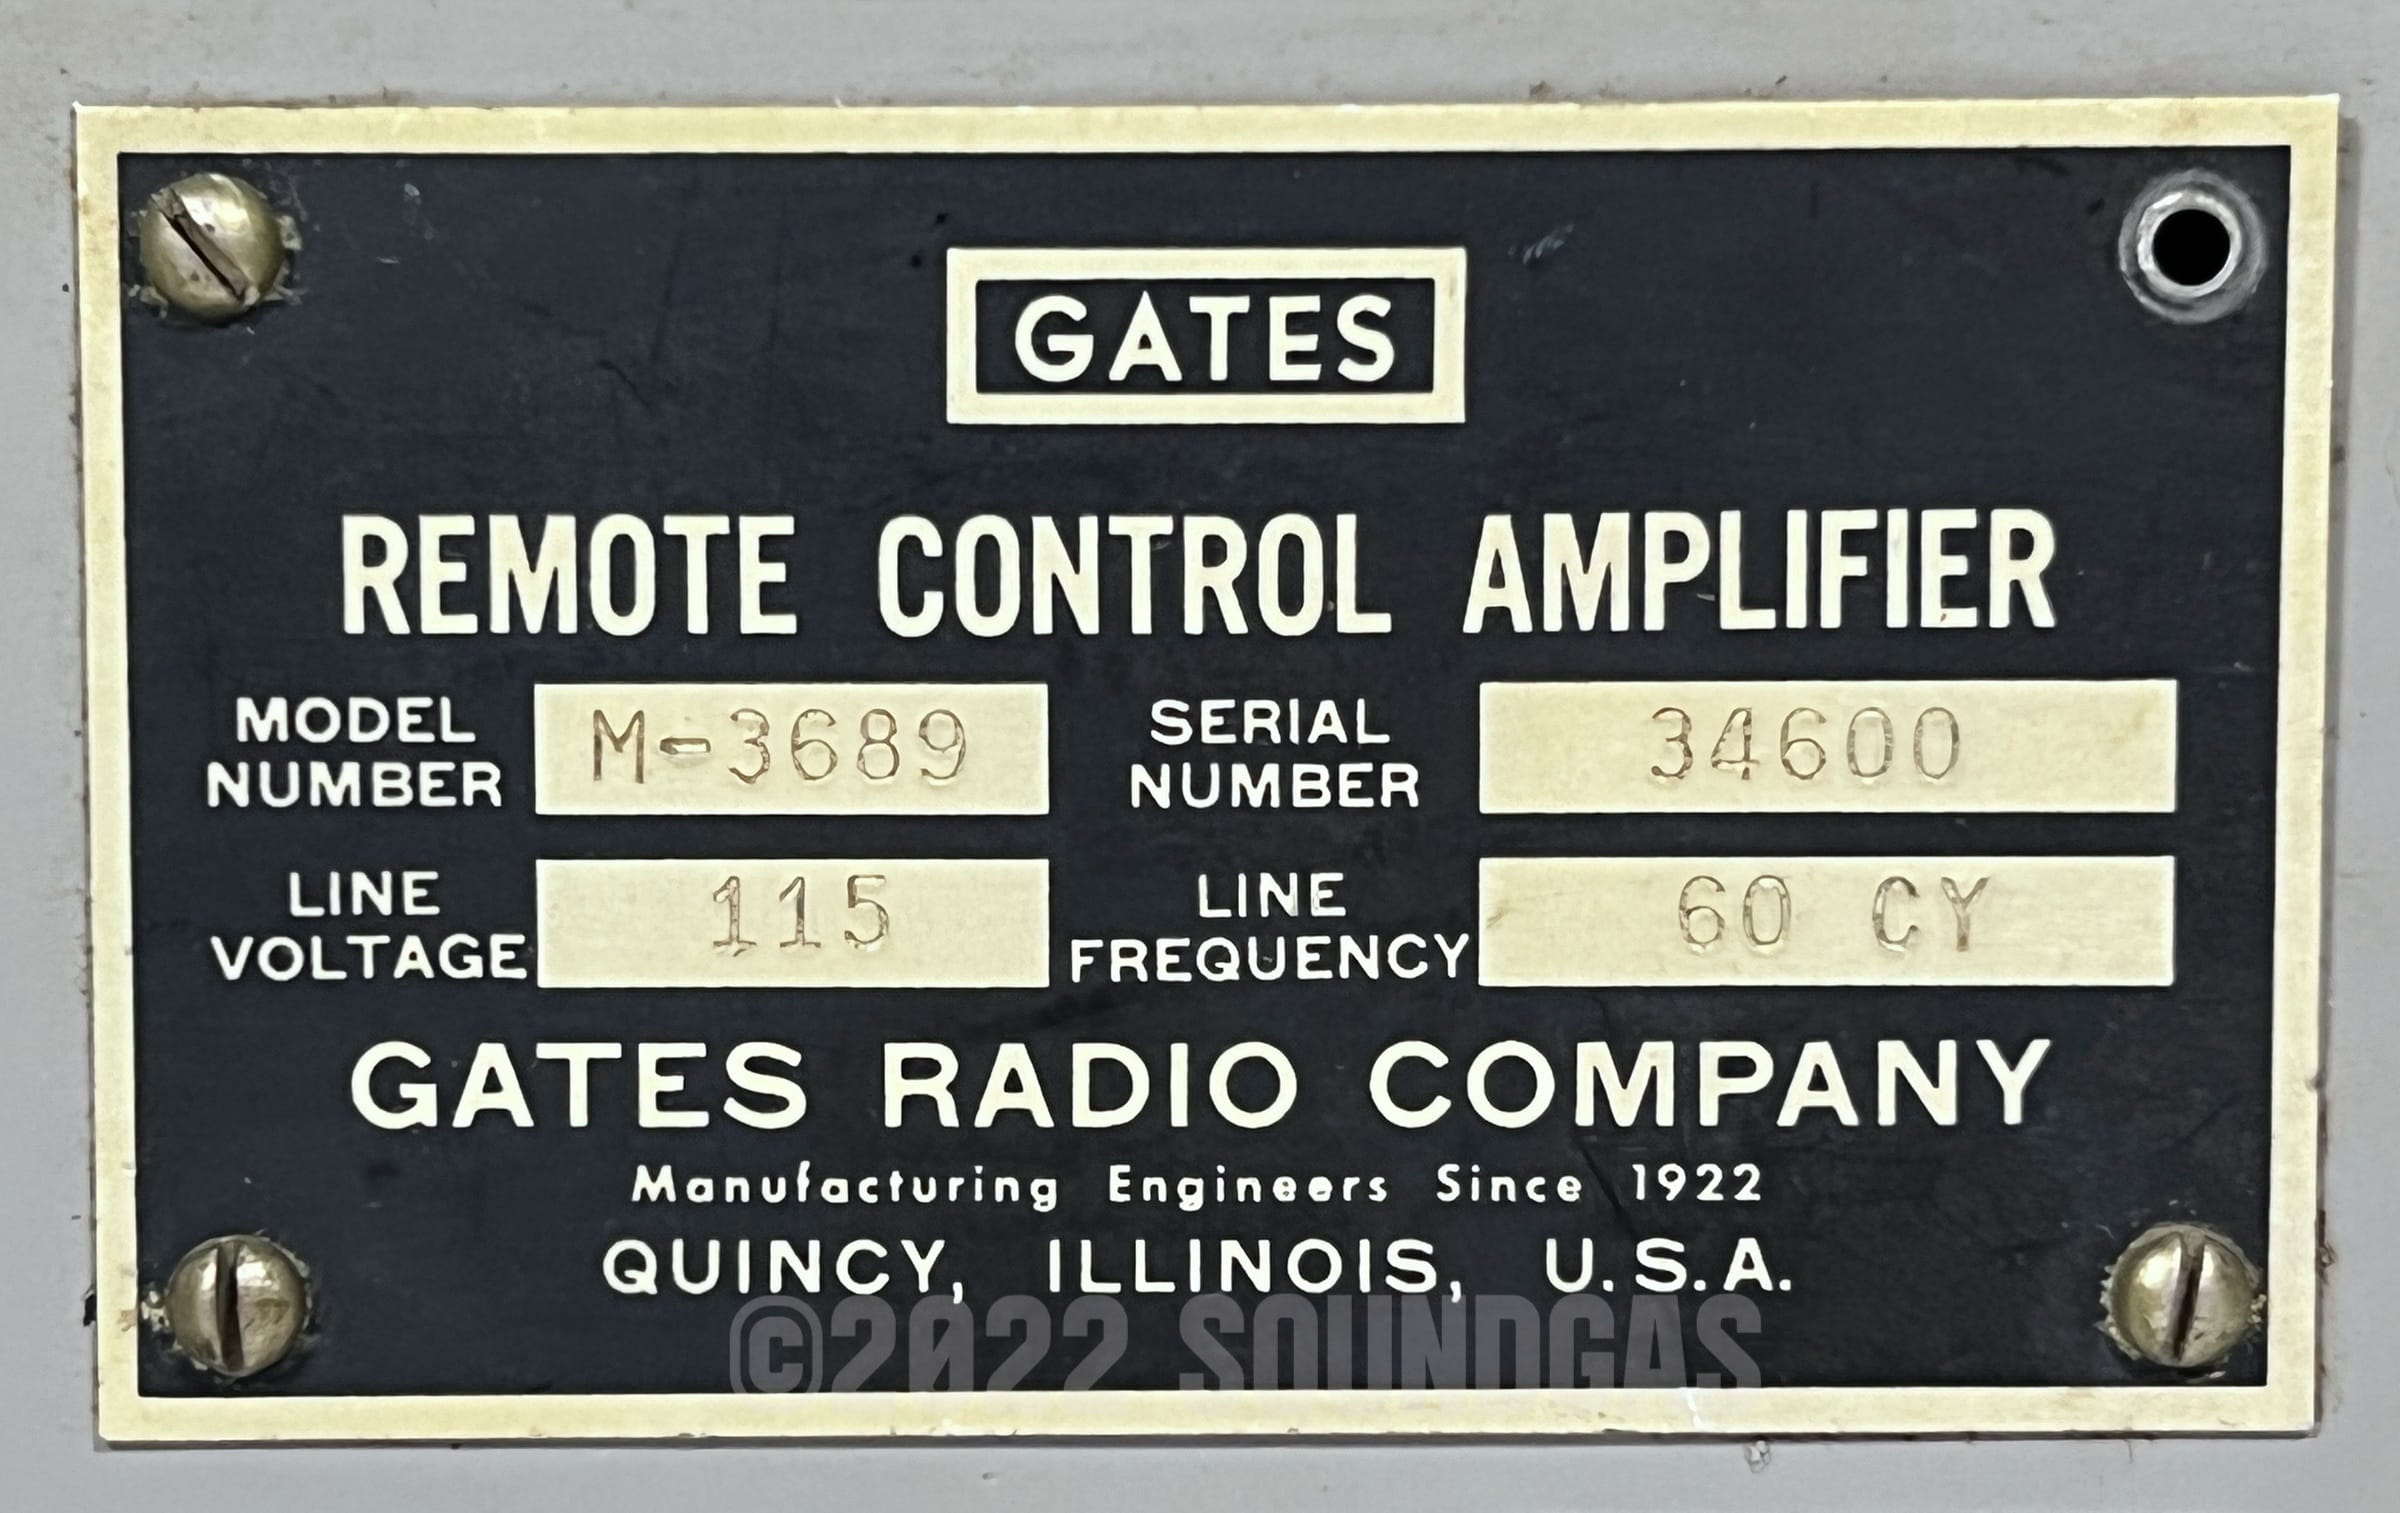 GATES
REMOTE CONTROL AMPLIFIER
MODEL NUMBER M-3689 SERIAL NUMBER 34600
LINE VOLTAGE 115 LINE FREQUENCY 60 CY
GATES RADIO COMPANY
Manufacturing Engineers Since 1922
QUINCY, ILLINOIS, U.S.A.
©2022 SOUNDGAS